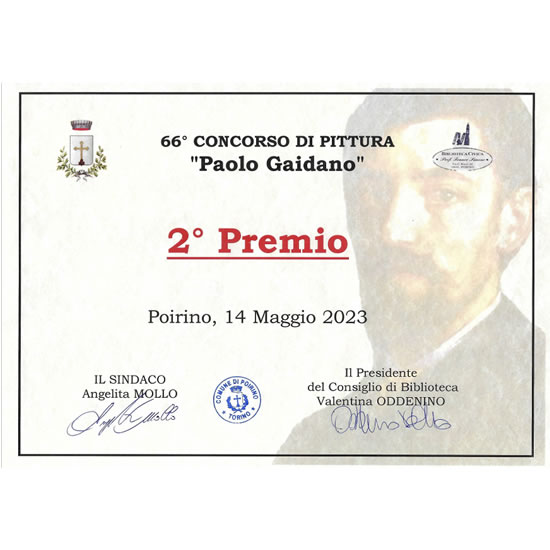 66° CONCORSO DI PITTURA
"Paolo Gaidano"
BIBLIOTECA CIVICA
2° Premio
Poirino, 14 Maggio 2023
IL SINDACO
Angelita MOLLO
COMUNE DI POIRINO
TORINO
Il Presidente
del Consiglio di Biblioteca
Valentina ODDENINO